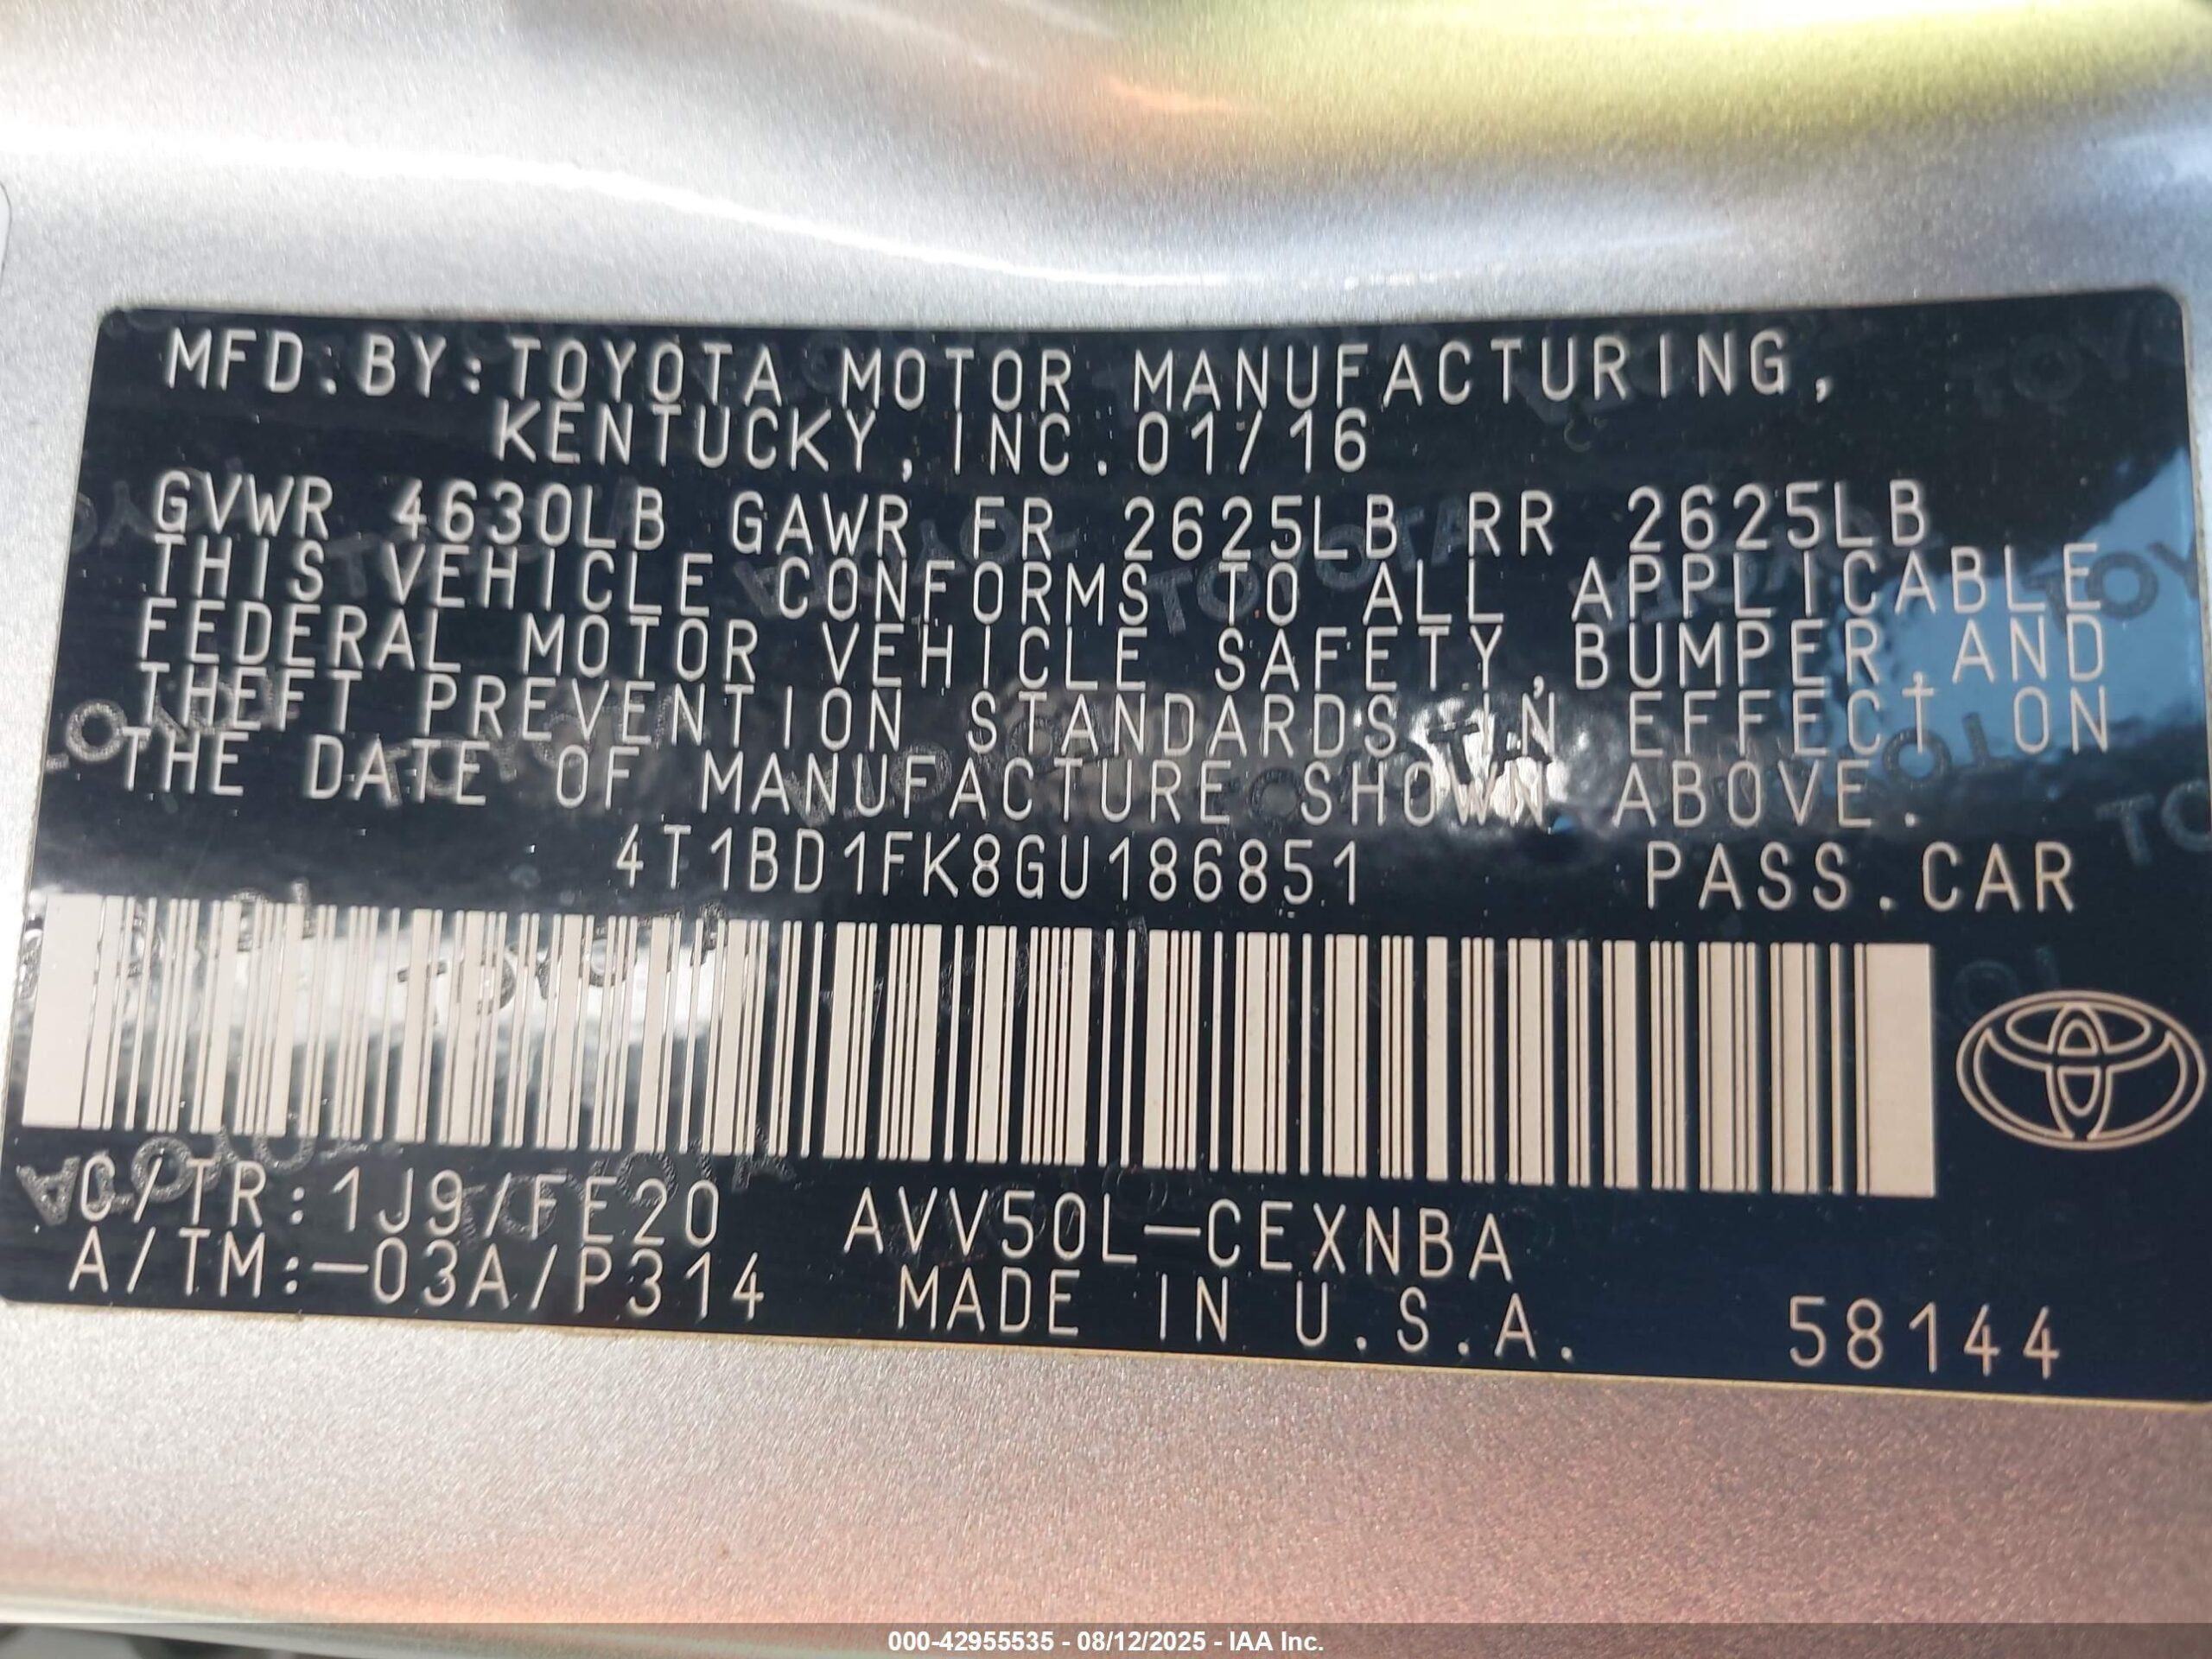 MFD.BY:TOYOTA MOTOR MANUFACTURING,
KENTUCKY,INC.01/16
GVWR 4630LB GAWR FR 2625LB RR 2625LB
THIS VEHICLE CONFORMS TO ALL APPLICABLE
FEDERAL MOTOR VEHICLE SAFETY,BUMPER,AND
THEFT PREVENTION STANDARDS IN EFFECT ON
THE DATE OF MANUFACTURE SHOWN ABOVE.
4T1BD1FK8GU186851 PASS.CAR
C/TR:1J9/FE20 AVV50L-CEXNBA
A/TM:-03A/P314 MADE IN U.S.A. 58144
000-42955535 - 08/12/2025 - IAA Inc.